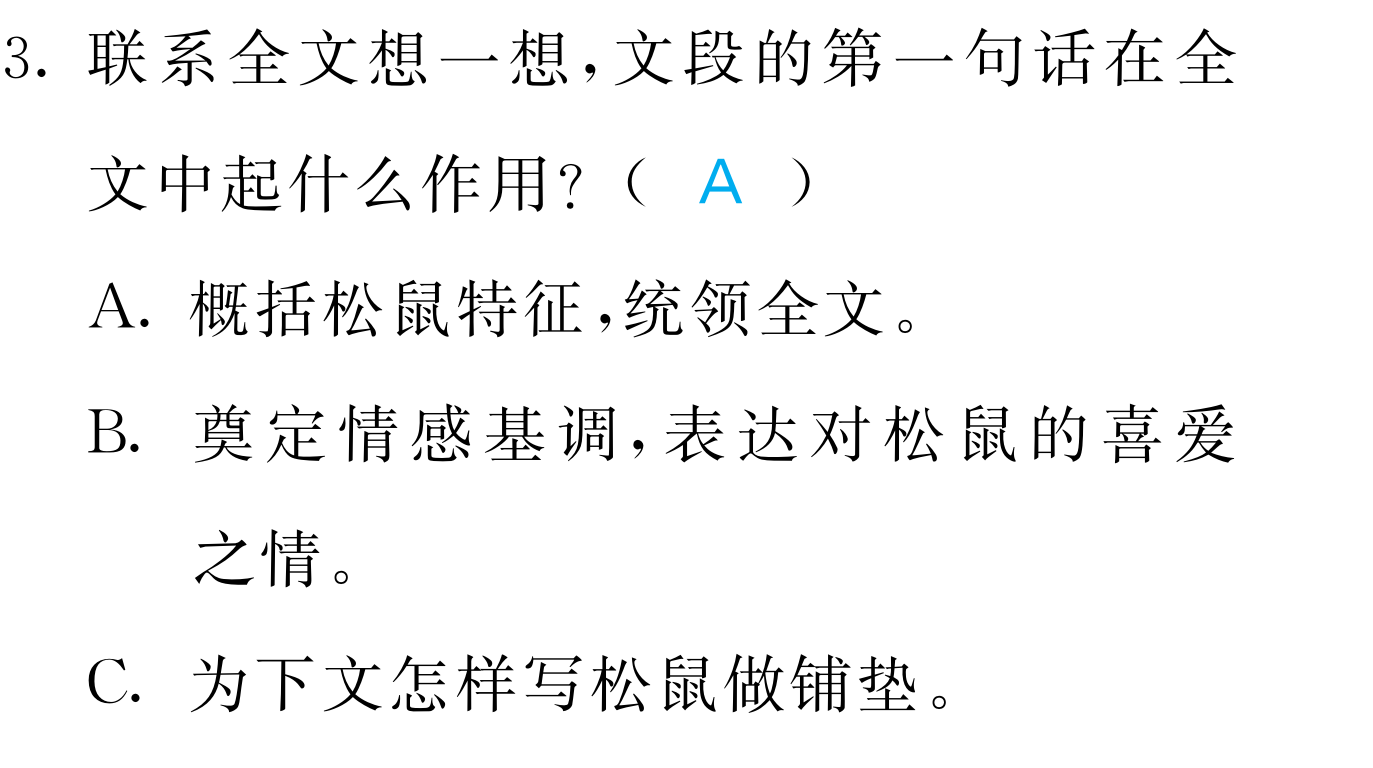 3. 联系全文想一想,文段的第一句话在全
文中起什么作用?( A )
A. 概括松鼠特征,统领全文。
B. 奠定情感基调,表达对松鼠的喜爱
之情。
C. 为下文怎样写松鼠做铺垫。